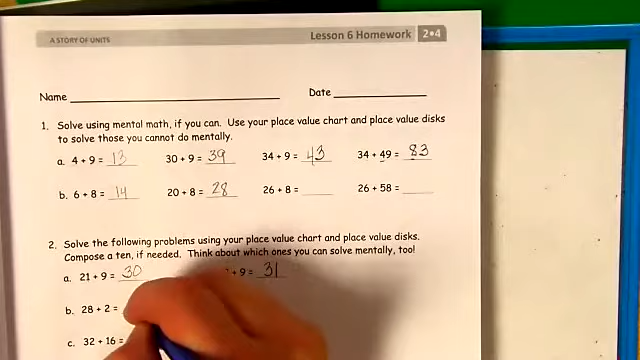 A STORY OF UNITS Lesson 6 Homework 2•4
Name Date
1. Solve using mental math, if you can. Use your place value chart and place value disks
to solve those you cannot do mentally.
a. 4 + 9 = 13 30 + 9 = 39 34 + 9 = 43 34 + 49 = 83
b. 6 + 8 = 14 20 + 8 = 28 26 + 8 = 26 + 58 =
2. Solve the following problems using your place value chart and place value disks.
Compose a ten, if needed. Think about which ones you can solve mentally, too!
a. 21 + 9 = 30 + 9 = 31
b. 28 + 2 =
c. 32 + 16 =